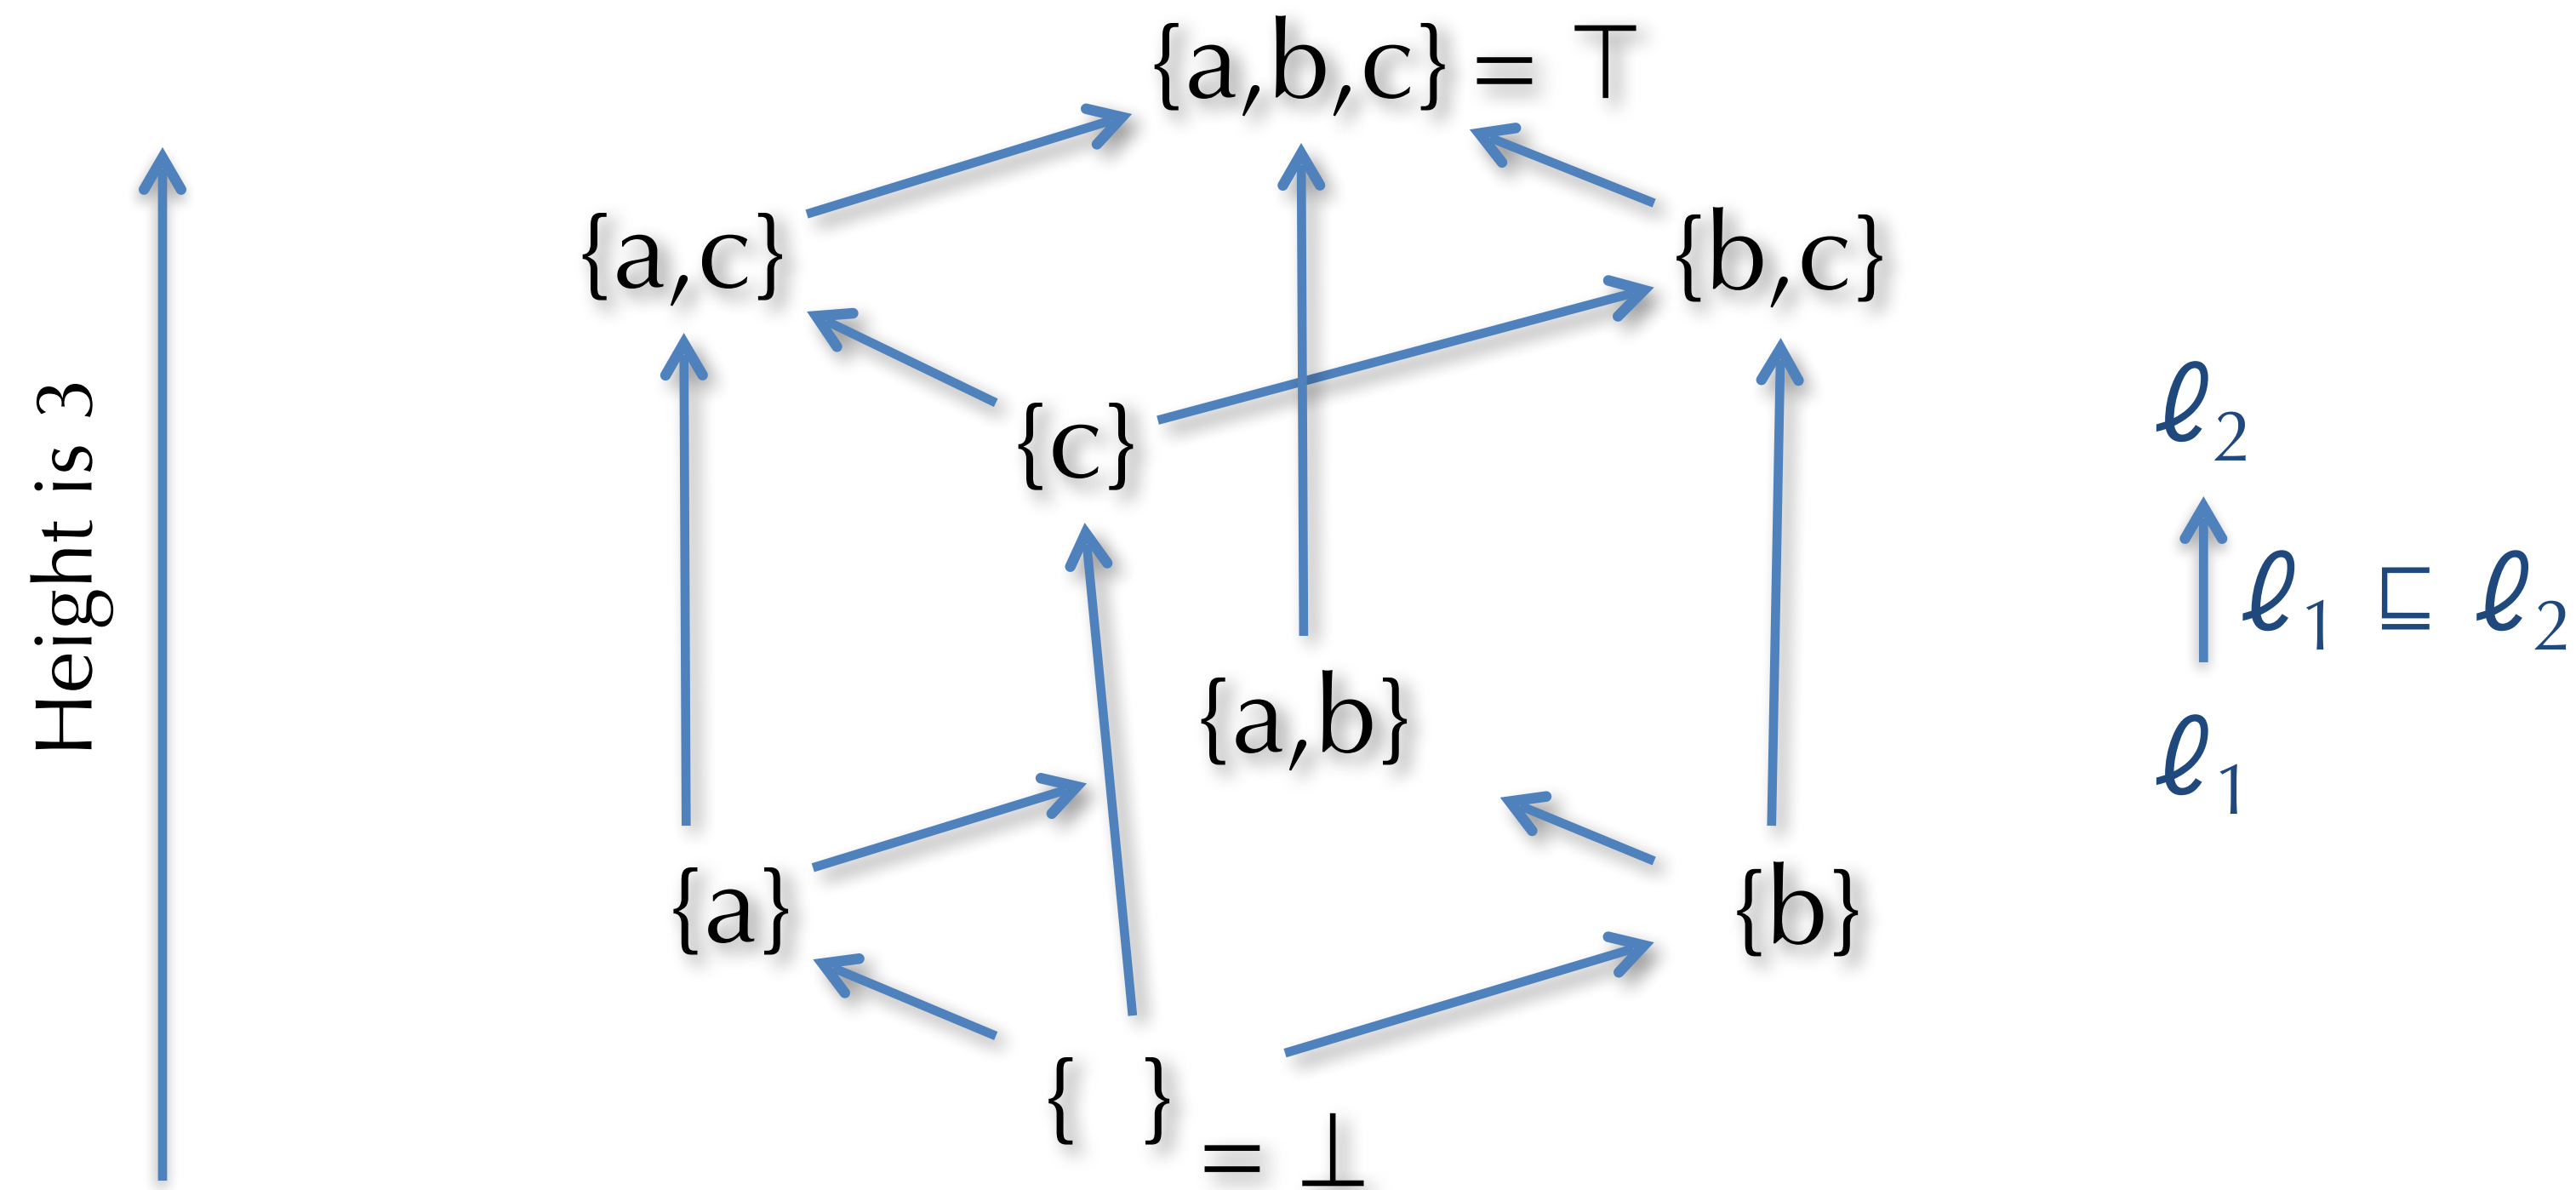 {a,b,c} = ⊤
{a,c}
{b,c}
{c}
{a,b}
{a}
{b}
{ } = ⊥
Height is 3
ℓ2
ℓ1 ⊑ ℓ2
ℓ1